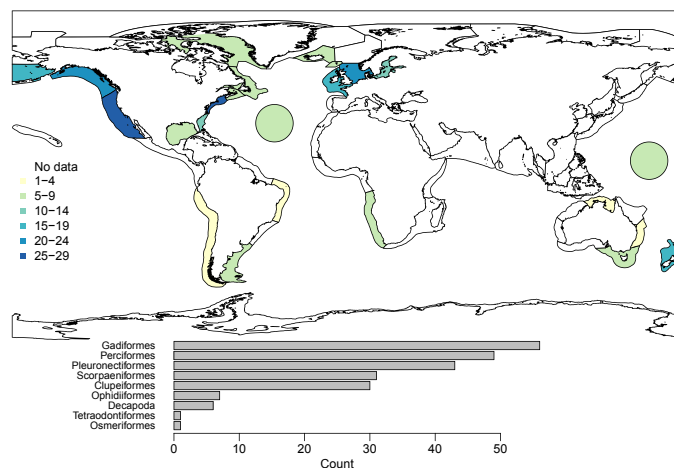 No data
1−4
5−9
10−14
15−19
20−24
25−29
Gadiformes
Perciformes
Pleuronectiformes
Scorpaeniformes
Clupeiformes
Ophidiiformes
Decapoda
Tetraodontiformes
Osmeriformes
0 10 20 30 40 50
Count